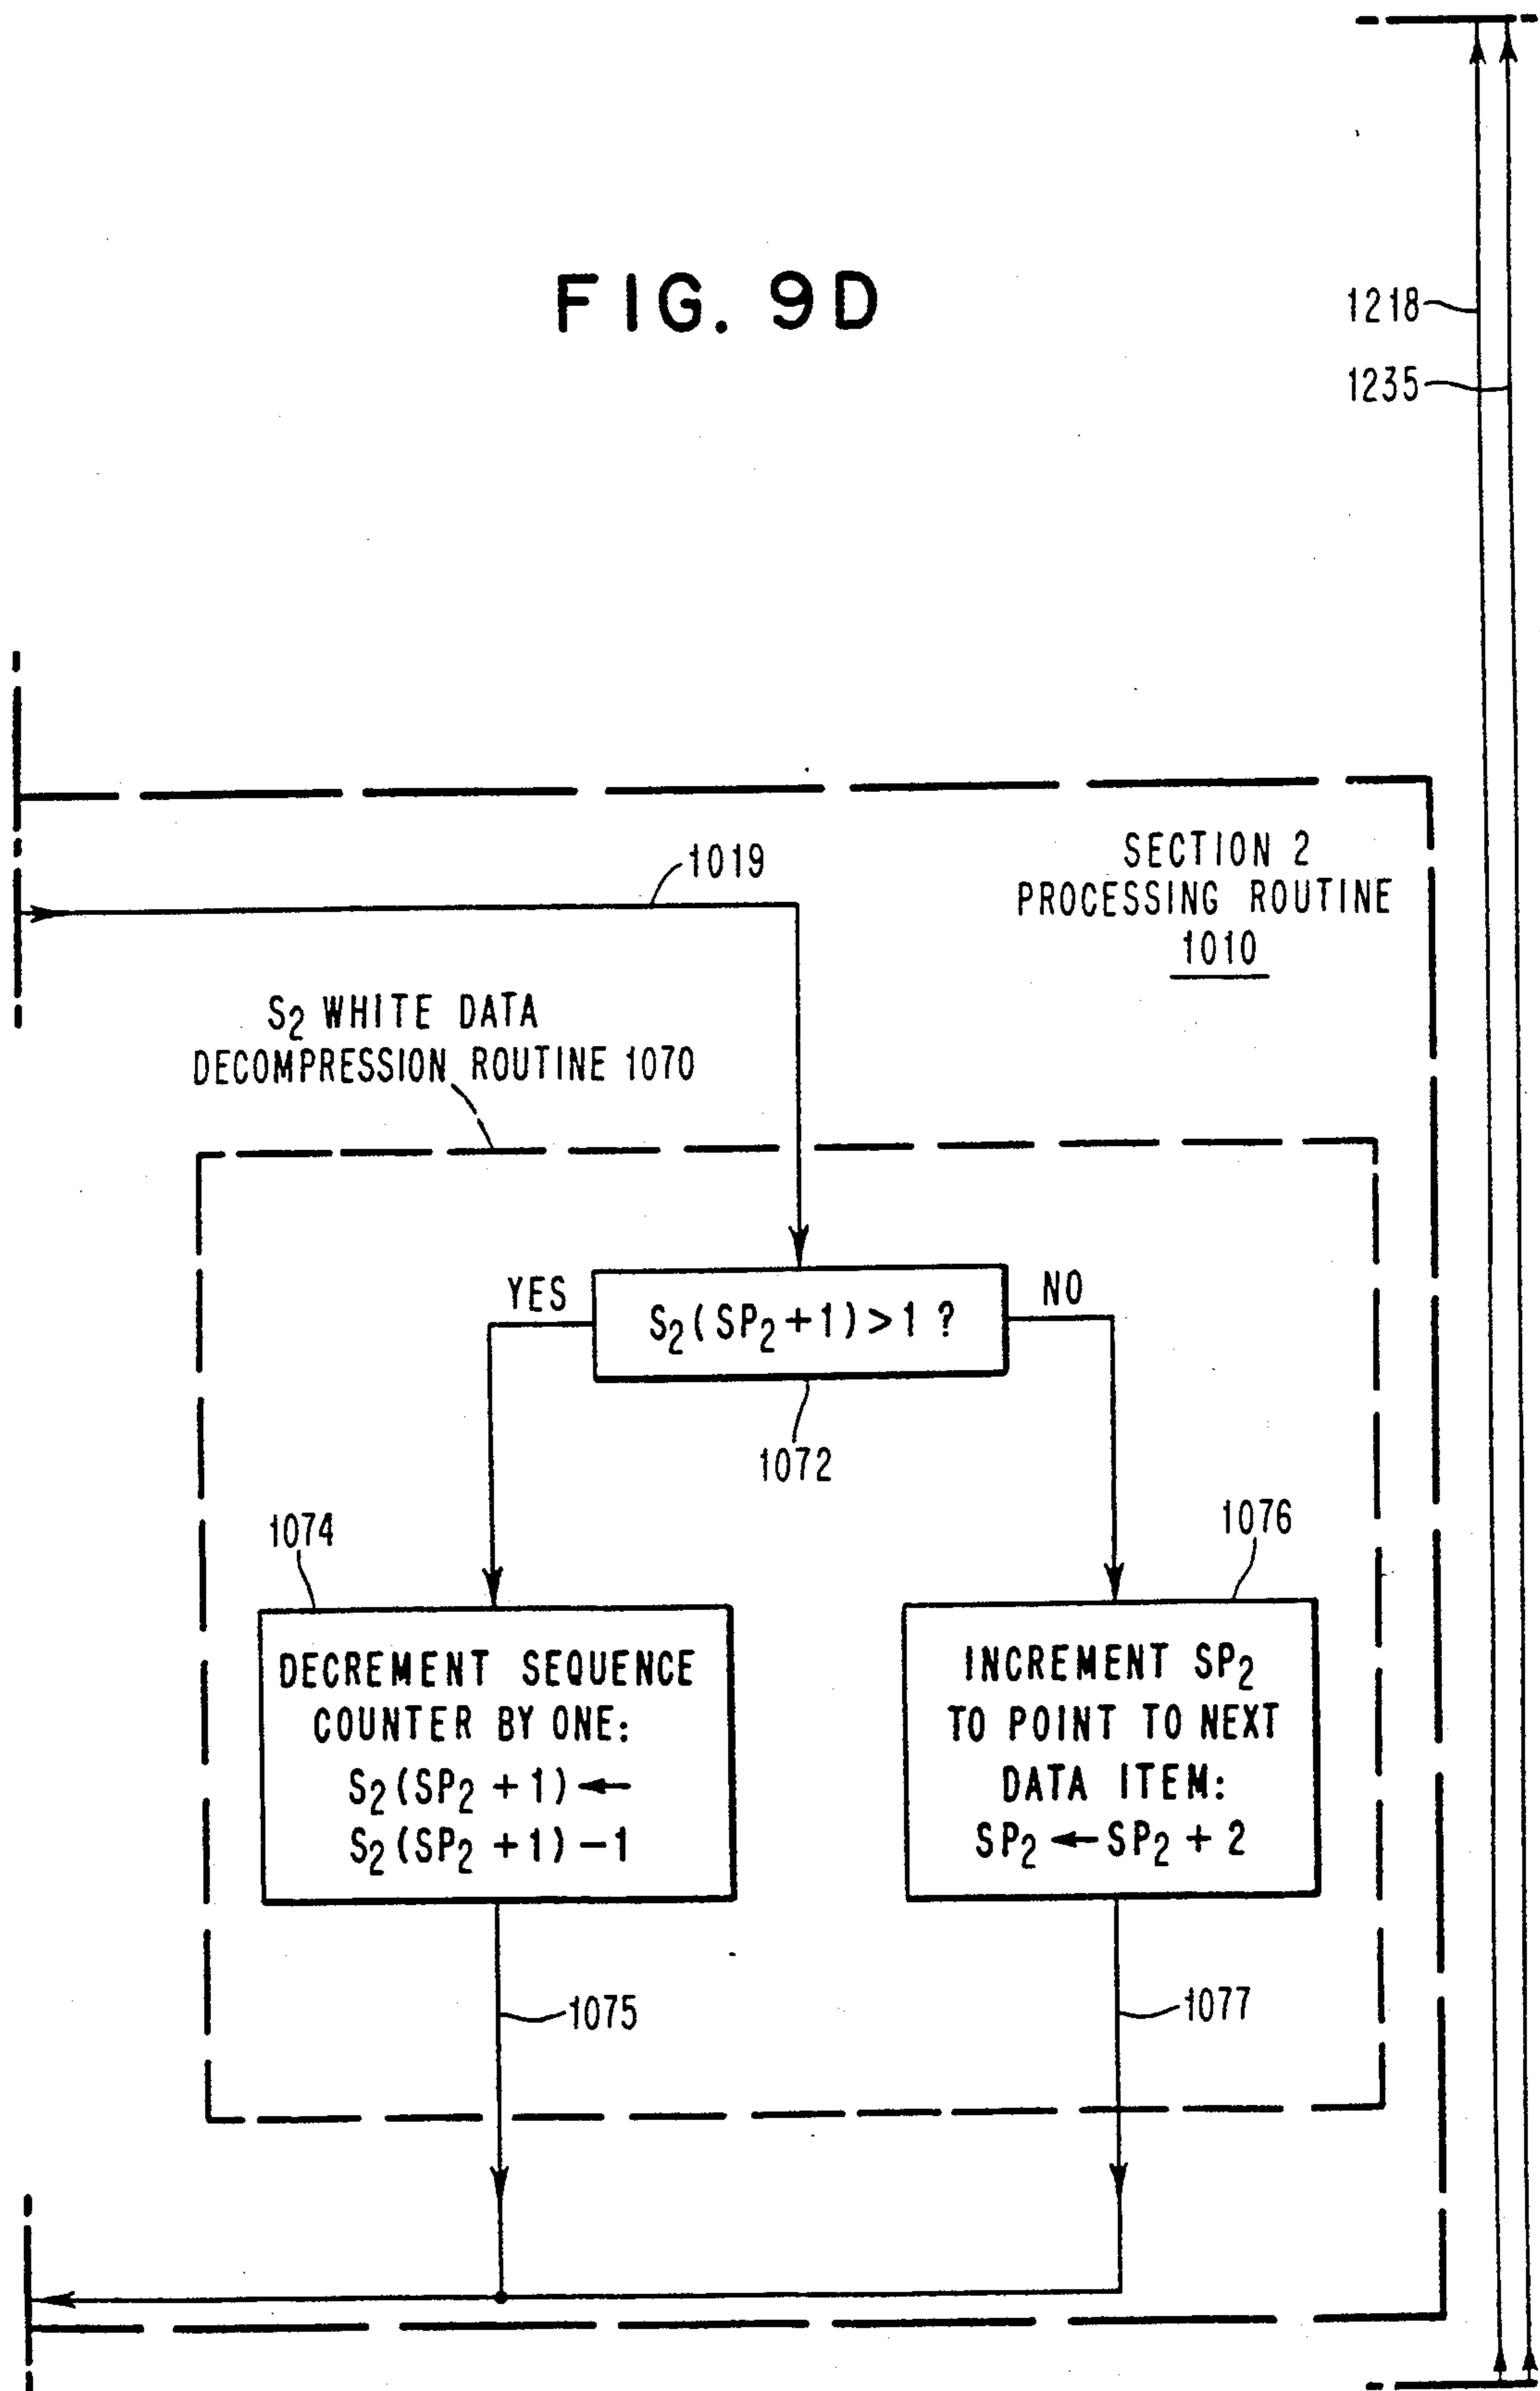 FIG. 9D
1218
1235
1019
SECTION 2
PROCESSING ROUTINE
1010
S2 WHITE DATA
DECOMPRESSION ROUTINE 1070
YES
S2(SP2+1)>1 ?
NO
1072
1074
1076
DECREMENT SEQUENCE
COUNTER BY ONE:
S2(SP2 +1)←
S2(SP2 +1)−1
INCREMENT SP2
TO POINT TO NEXT
DATA ITEM:
SP2←SP2 + 2
1075
1077